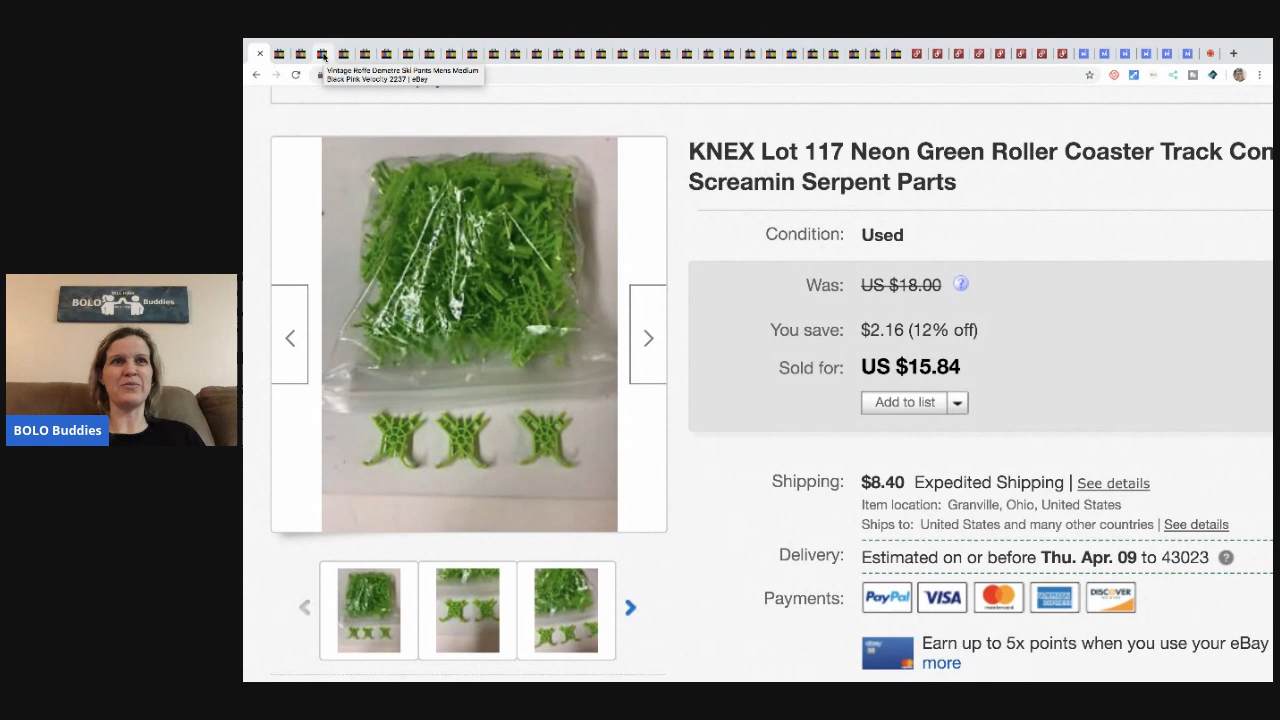 Vintage Roffe Demetre Ski Pants Mens Medium
Black Pink Velocity 2237 | eBay
KNEX Lot 117 Neon Green Roller Coaster Track Con
Screamin Serpent Parts
Condition: Used
Was: US $18.00 ?
You save: $2.16 (12% off)
Sold for: US $15.84
Add to list
Shipping: $8.40 Expedited Shipping | See details
Item location: Granville, Ohio, United States
Ships to: United States and many other countries | See details
Delivery: Estimated on or before Thu. Apr. 09 to 43023 ?
Payments: PayPal VISA MasterCard AMERICAN EXPRESS DISCOVER
Earn up to 5x points when you use your eBay
more
BOLO Buddies
BOLO Buddies